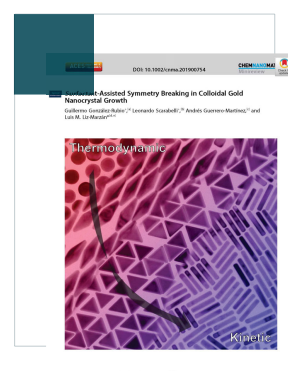 DOI: 10.1002/cnma.201900754
CHEMNANOMAT
Surfactant-Assisted Symmetry Breaking in Colloidal Gold
Nanocrystal Growth
Guillermo González-Rubio⁺, Leonardo Scarabelli, Andrés Guerrero-Martínez, and
Luis M. Liz-Marzán
Thermodynamic
Kinetic